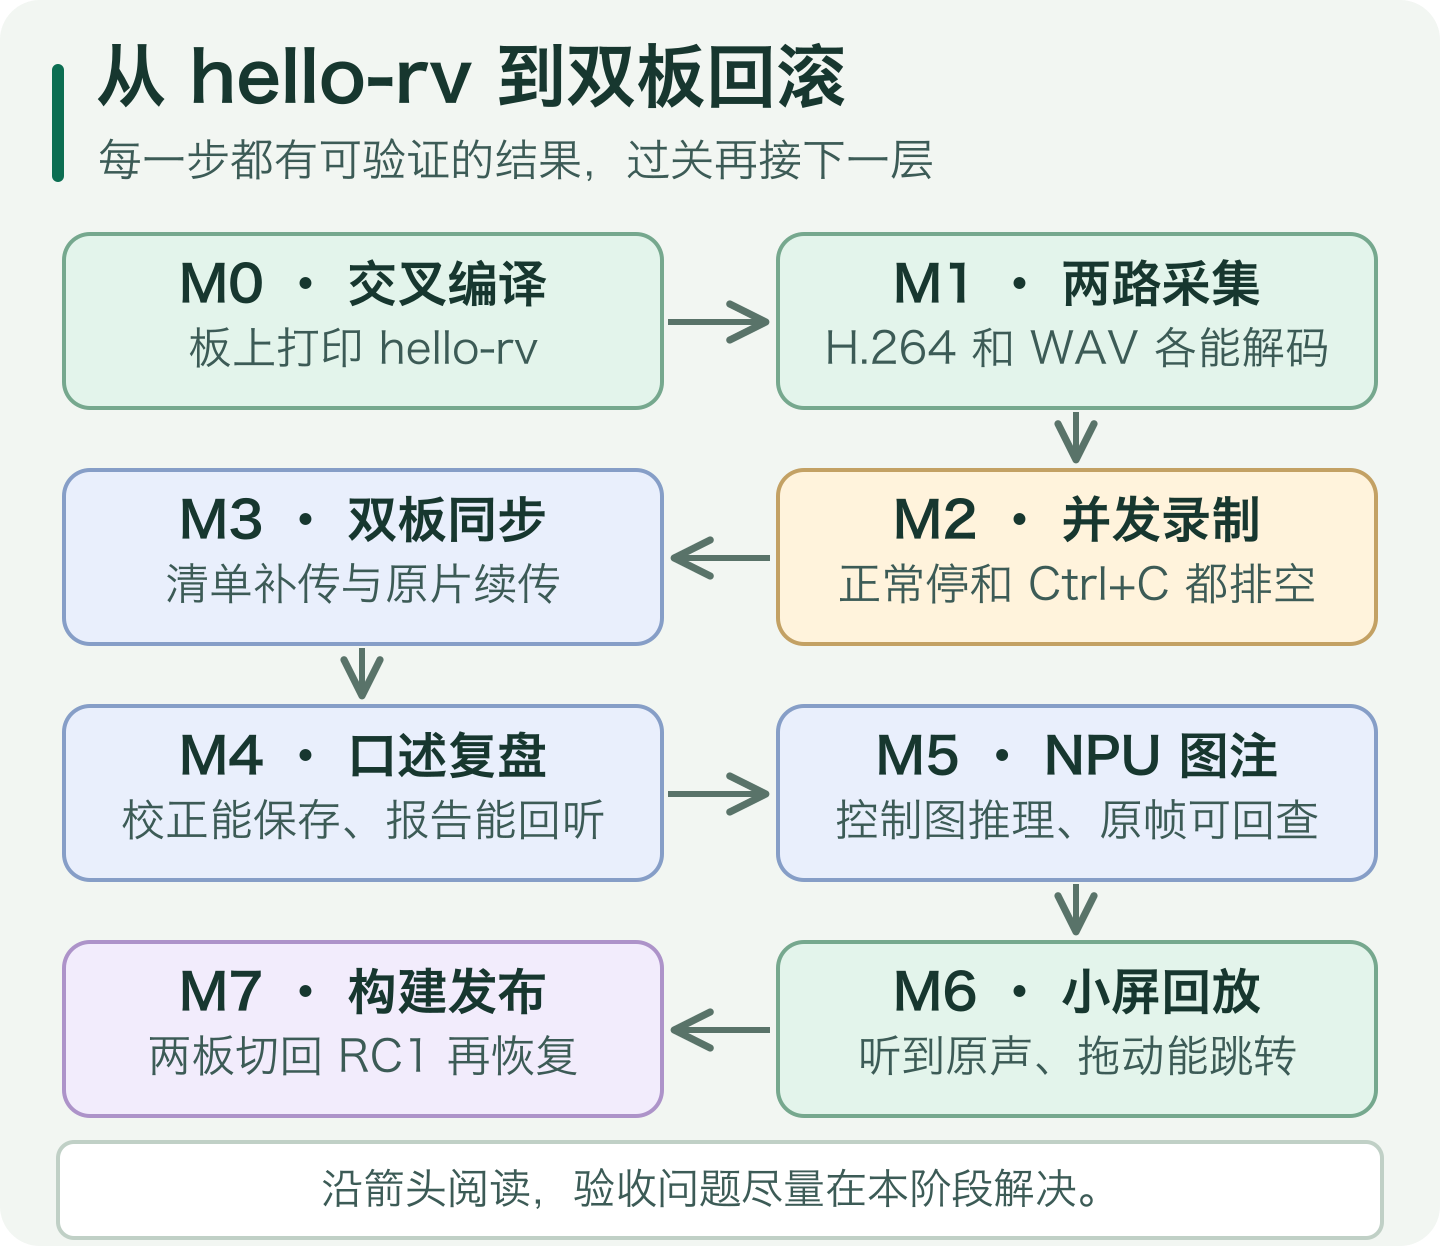 从 hello-rv 到双板回滚
每一步都有可验证的结果，过关再接下一层
M0 · 交叉编译
板上打印 hello-rv
M1 · 两路采集
H.264 和 WAV 各能解码
M2 · 并发录制
正常停和 Ctrl+C 都排空
M3 · 双板同步
清单补传与原片续传
M4 · 口述复盘
校正能保存、报告能回听
M5 · NPU 图注
控制图推理、原帧可回查
M6 · 小屏回放
听到原声、拖动能跳转
M7 · 构建发布
两板切回 RC1 再恢复
沿箭头阅读，验收问题尽量在本阶段解决。